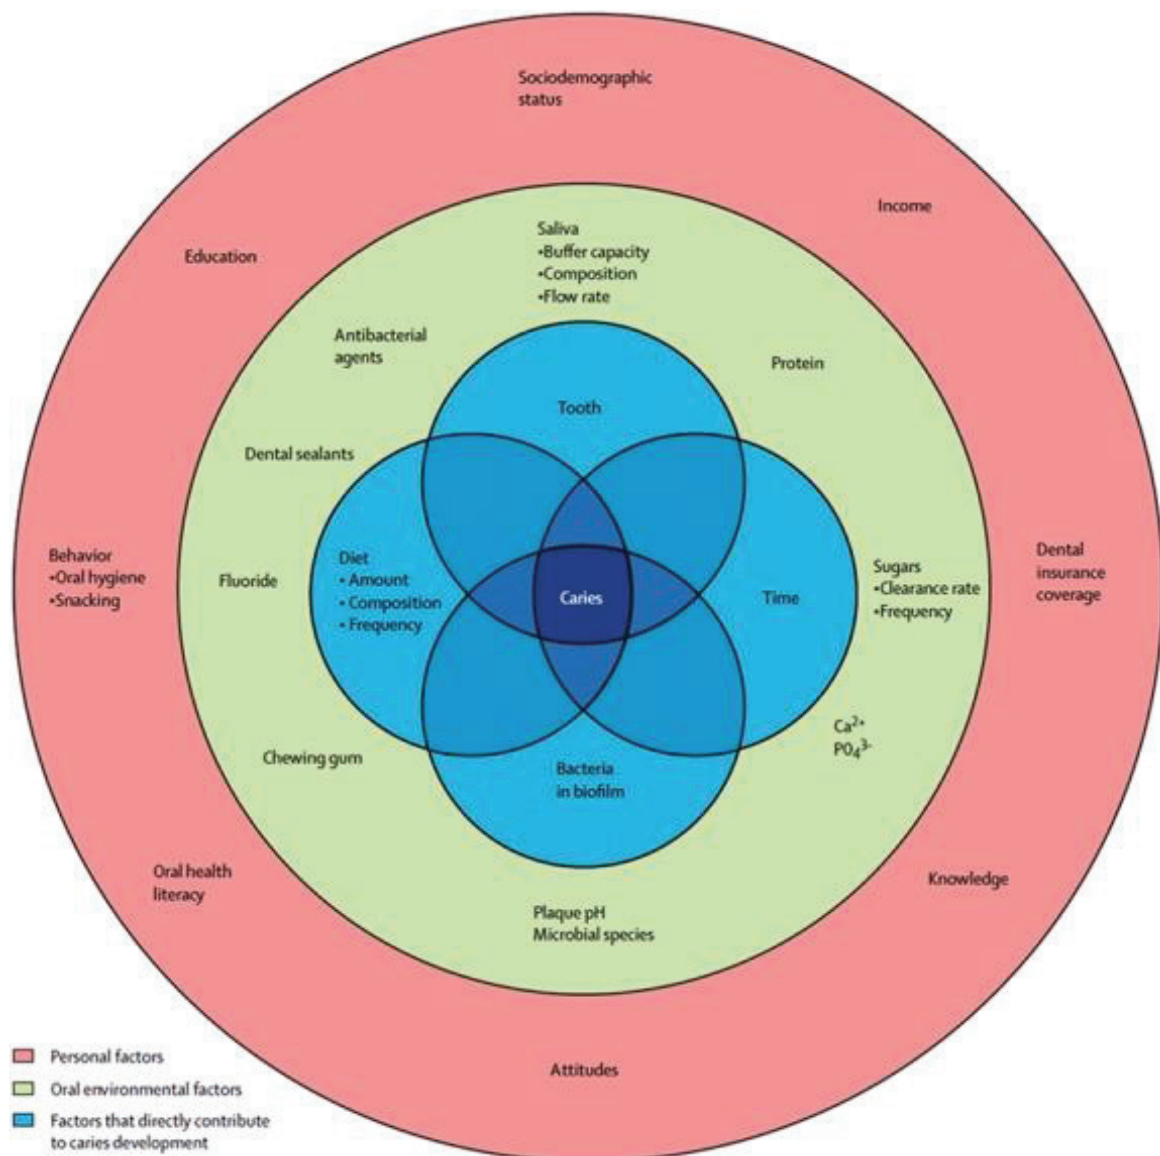 Sociodemographic
status
Income
Education
Saliva
•Buffer capacity
•Composition
•Flow rate
Antibacterial
agents
Protein
Tooth
Dental sealants
Behavior
•Oral hygiene
•Snacking
Fluoride
Diet
• Amount
• Composition
• Frequency
Caries
Time
Sugars
•Clearance rate
•Frequency
Dental
insurance
coverage
Ca²⁺
PO₄³⁻
Chewing gum
Bacteria
in biofilm
Oral health
literacy
Knowledge
Plaque pH
Microbial species
Attitudes
Personal factors
Oral environmental factors
Factors that directly contribute
to caries development